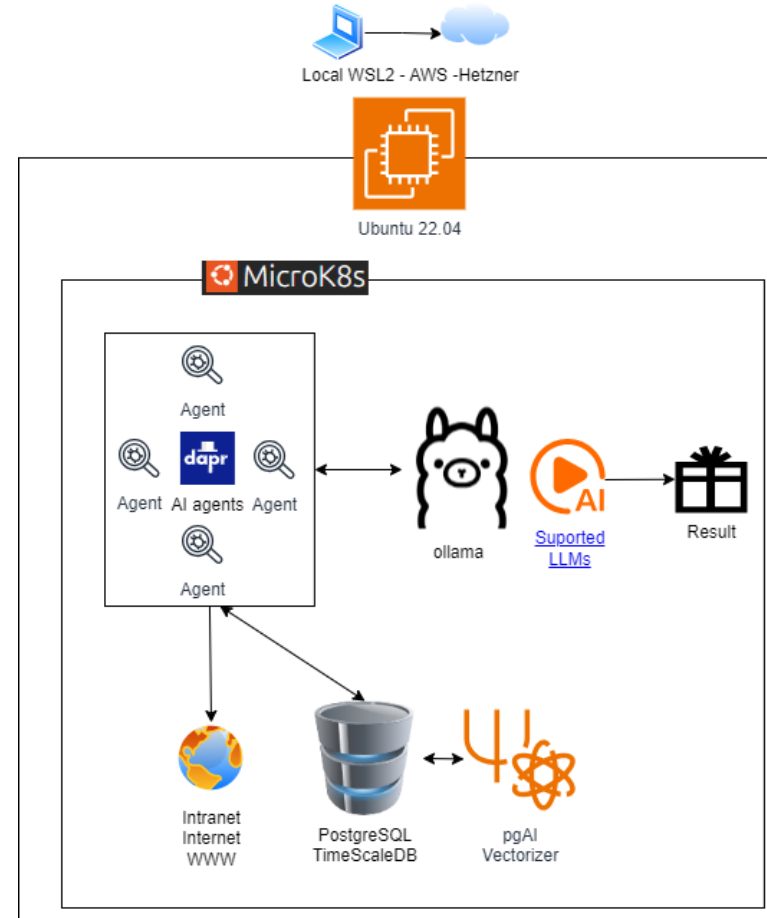 Local WSL2 - AWS -Hetzner
Ubuntu 22.04
MicroK8s
Agent
dapr
Agent
AI agents
Agent
Agent
ollama
AI
Suported
LLMs
Result
Intranet
Internet
WWW
PostgreSQL
TimeScaleDB
pgAI
Vectorizer